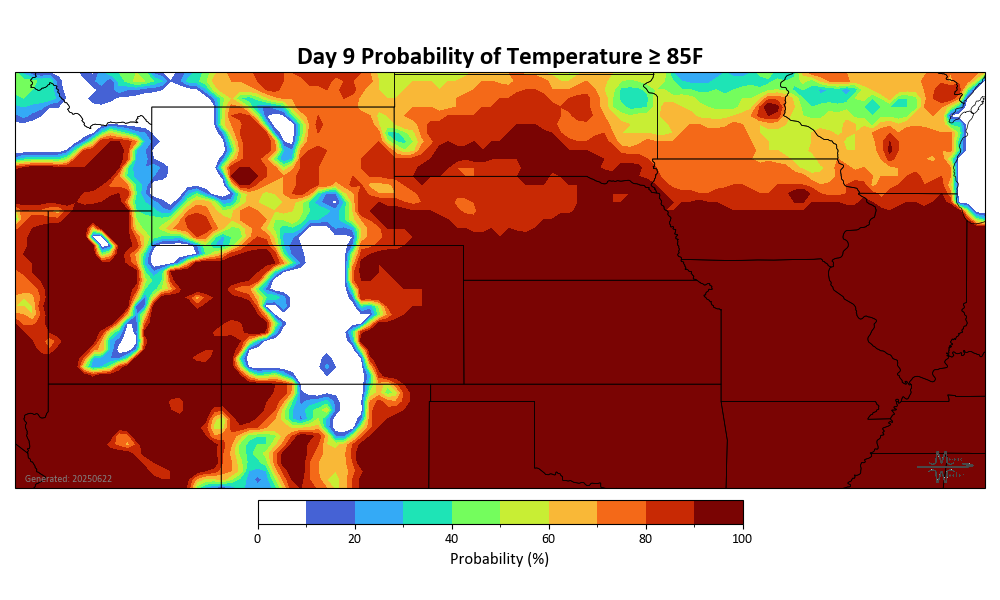 Day 9 Probability of Temperature ≥ 85F
Generated: 20250622
0 20 40 60 80 100
Probability (%)